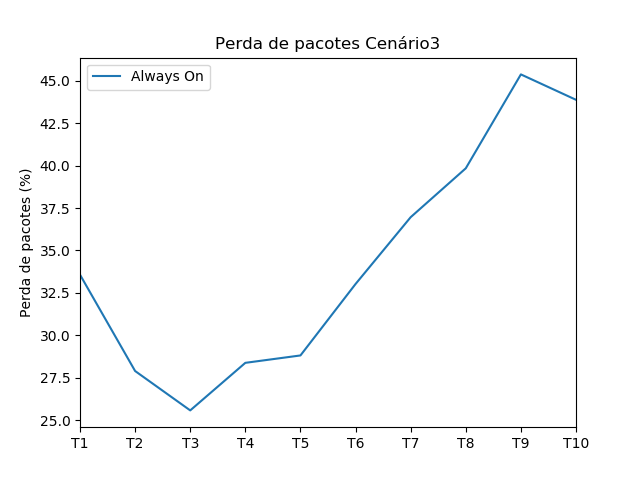 Perda de pacotes Cenário3
Always On
Perda de pacotes (%)
45.0
42.5
40.0
37.5
35.0
32.5
30.0
27.5
25.0
T1 T2 T3 T4 T5 T6 T7 T8 T9 T10